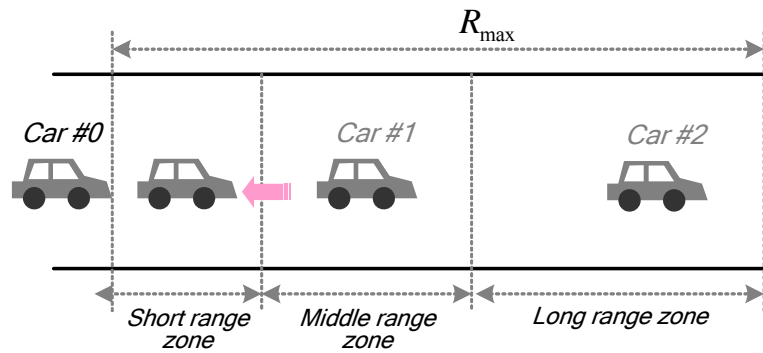 R_max
Car #0
Car #1
Car #2
Short range
zone
Middle range
zone
Long range zone